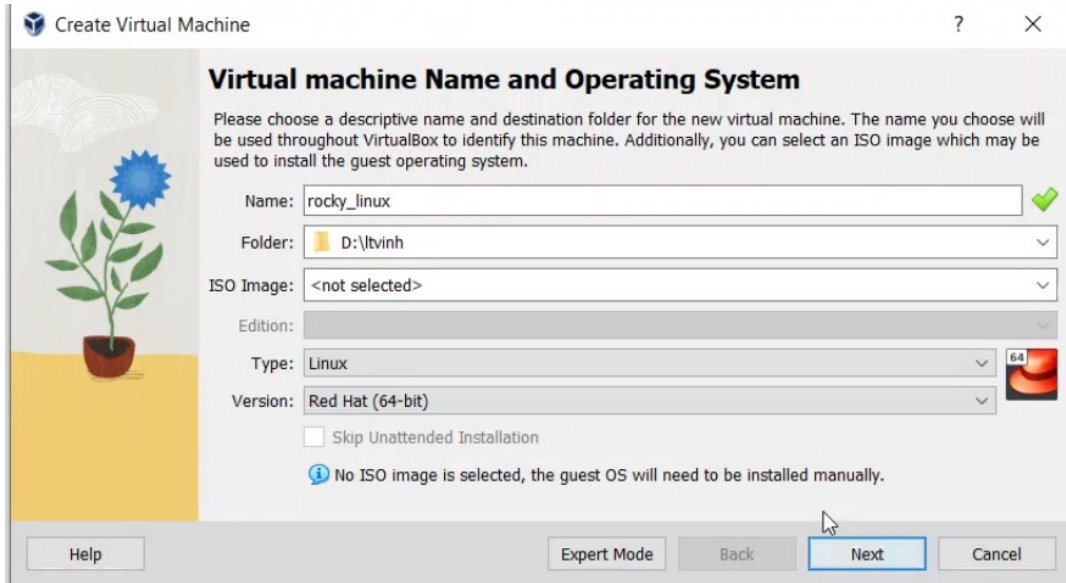 Create Virtual Machine
?
Virtual machine Name and Operating System
Please choose a descriptive name and destination folder for the new virtual machine. The name you choose will
be used throughout VirtualBox to identify this machine. Additionally, you can select an ISO image which may be
used to install the guest operating system.
Name: rocky_linux
Folder: D:\ltvinh
ISO Image: <not selected>
Edition:
Type: Linux
64
Version: Red Hat (64-bit)
Skip Unattended Installation
No ISO image is selected, the guest OS will need to be installed manually.
Help Expert Mode Back Next Cancel